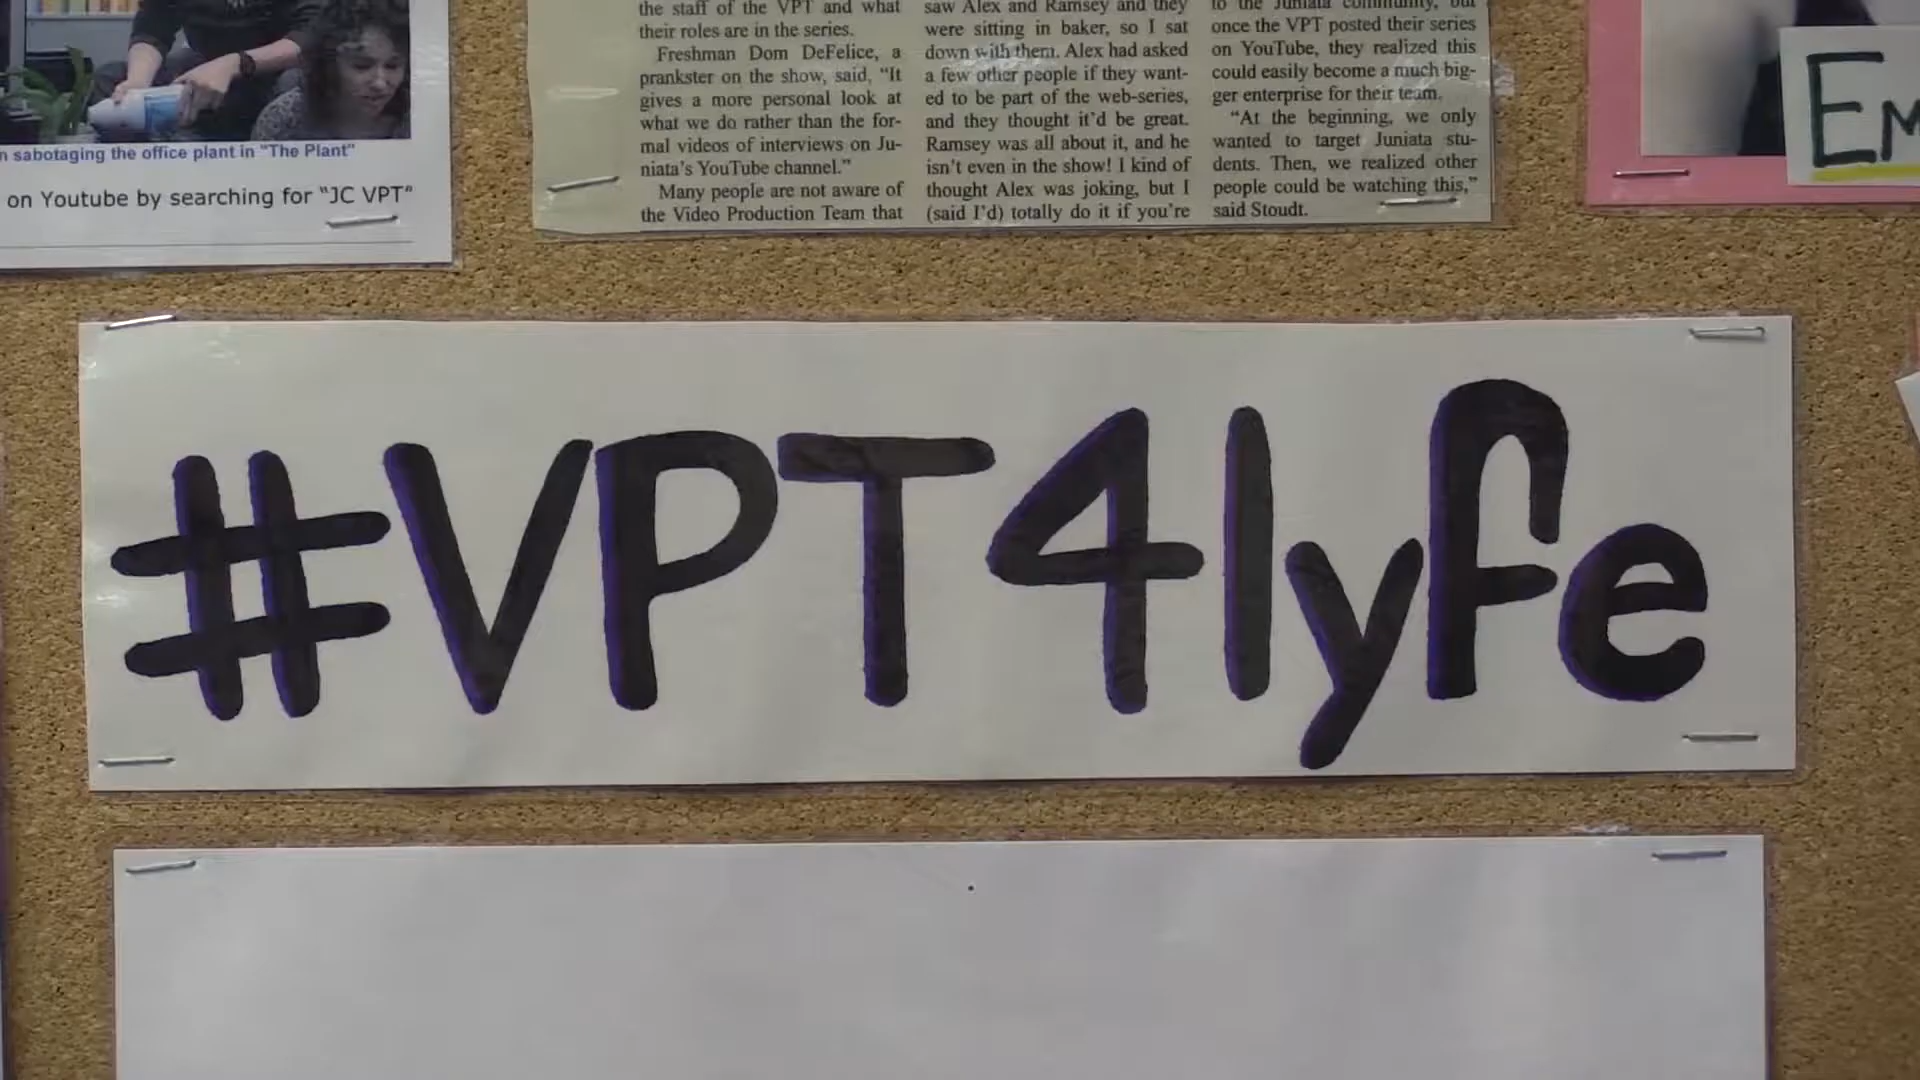 n sabotaging the office plant in "The Plant"
on Youtube by searching for "JC VPT"
the staff of the VPT and what
their roles are in the series.
Freshman Dom DeFelice, a
prankster on the show, said, “It
gives a more personal look at
what we do rather than the for-
mal videos of interviews on Ju-
niata’s YouTube channel.”
Many people are not aware of
the Video Production Team that
saw Alex and Ramsey and they
were sitting in baker, so I sat
down with them. Alex had asked
a few other people if they want-
ed to be part of the web-series,
and they thought it’d be great.
Ramsey was all about it, and he
isn’t even in the show! I kind of
thought Alex was joking, but I
(said I’d) totally do it if you’re
to the Juniata community, but
once the VPT posted their series
on YouTube, they realized this
could easily become a much big-
ger enterprise for their team.
“At the beginning, we only
wanted to target Juniata stu-
dents. Then, we realized other
people could be watching this,”
said Stoudt.
EM
#VPT4lyfe